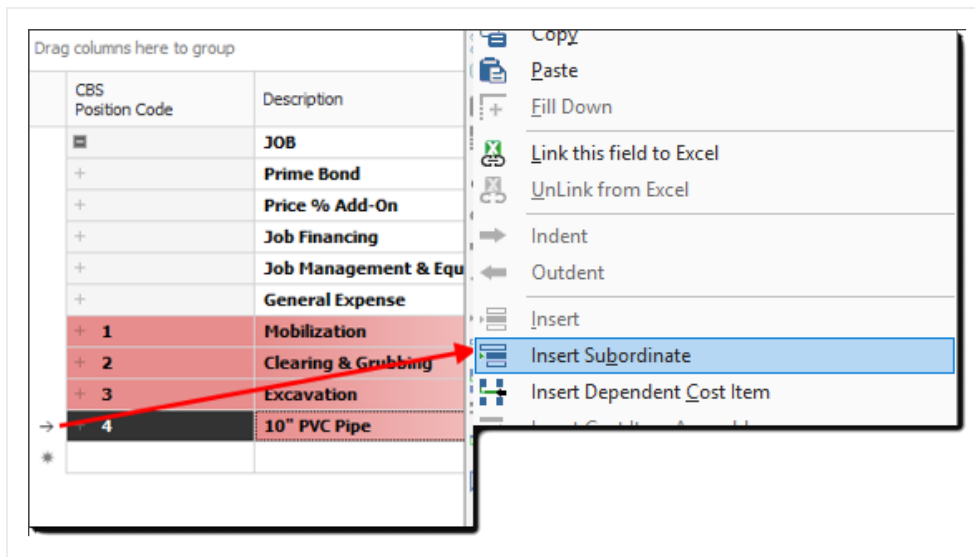 Drag columns here to group
CBS
Position Code
Description
JOB
Prime Bond
Price % Add-On
Job Financing
Job Management & Equ
General Expense
1 Mobilization
2 Clearing & Grubbing
3 Excavation
4 10" PVC Pipe
Copy
Paste
Fill Down
Link this field to Excel
UnLink from Excel
Indent
Outdent
Insert
Insert Subordinate
Insert Dependent Cost Item